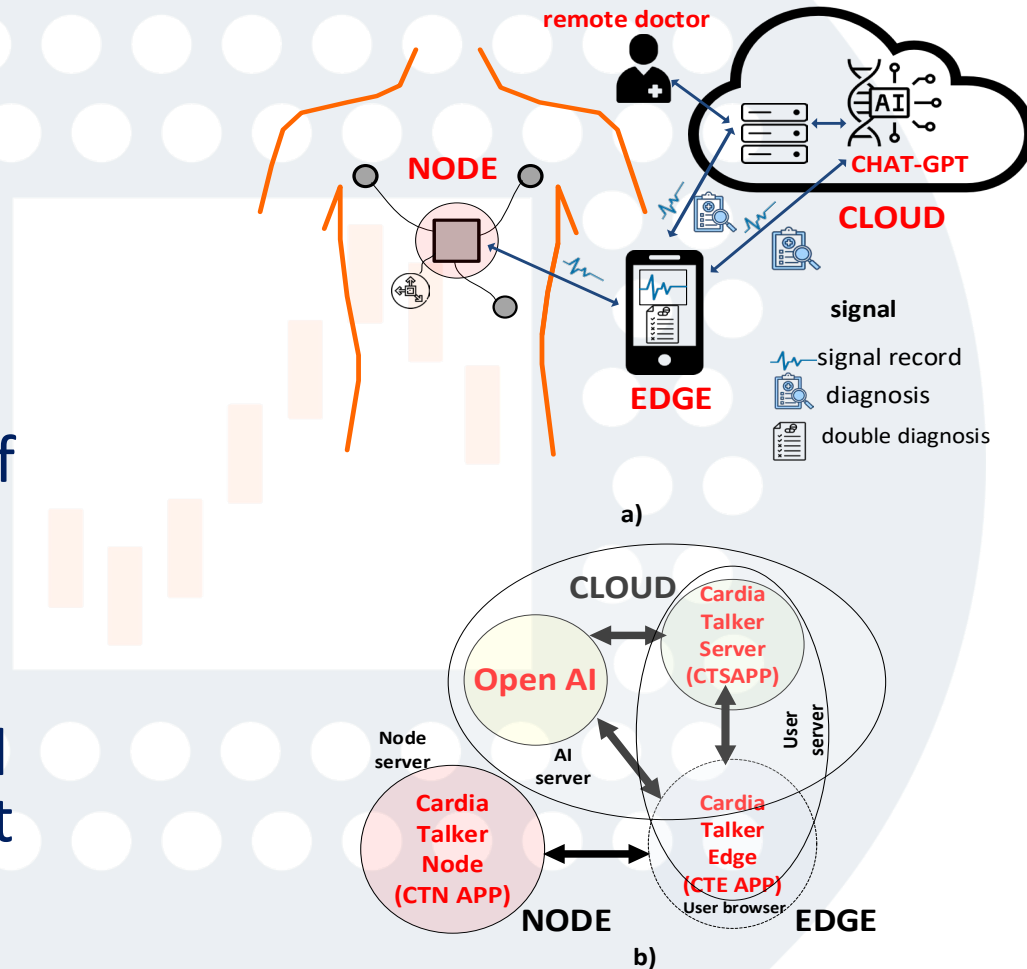 remote doctor
NODE
AI
CHAT-GPT
CLOUD
signal
signal record
diagnosis
double diagnosis
EDGE
f
a)
CLOUD
Cardia
Talker
Server
(CTSAPP)
Open AI
User
server
l
t
Node
server
AI
server
Cardia
Talker
Node
(CTN APP)
Cardia
Talker
Edge
(CTE APP)
User browser
NODE
EDGE
b)